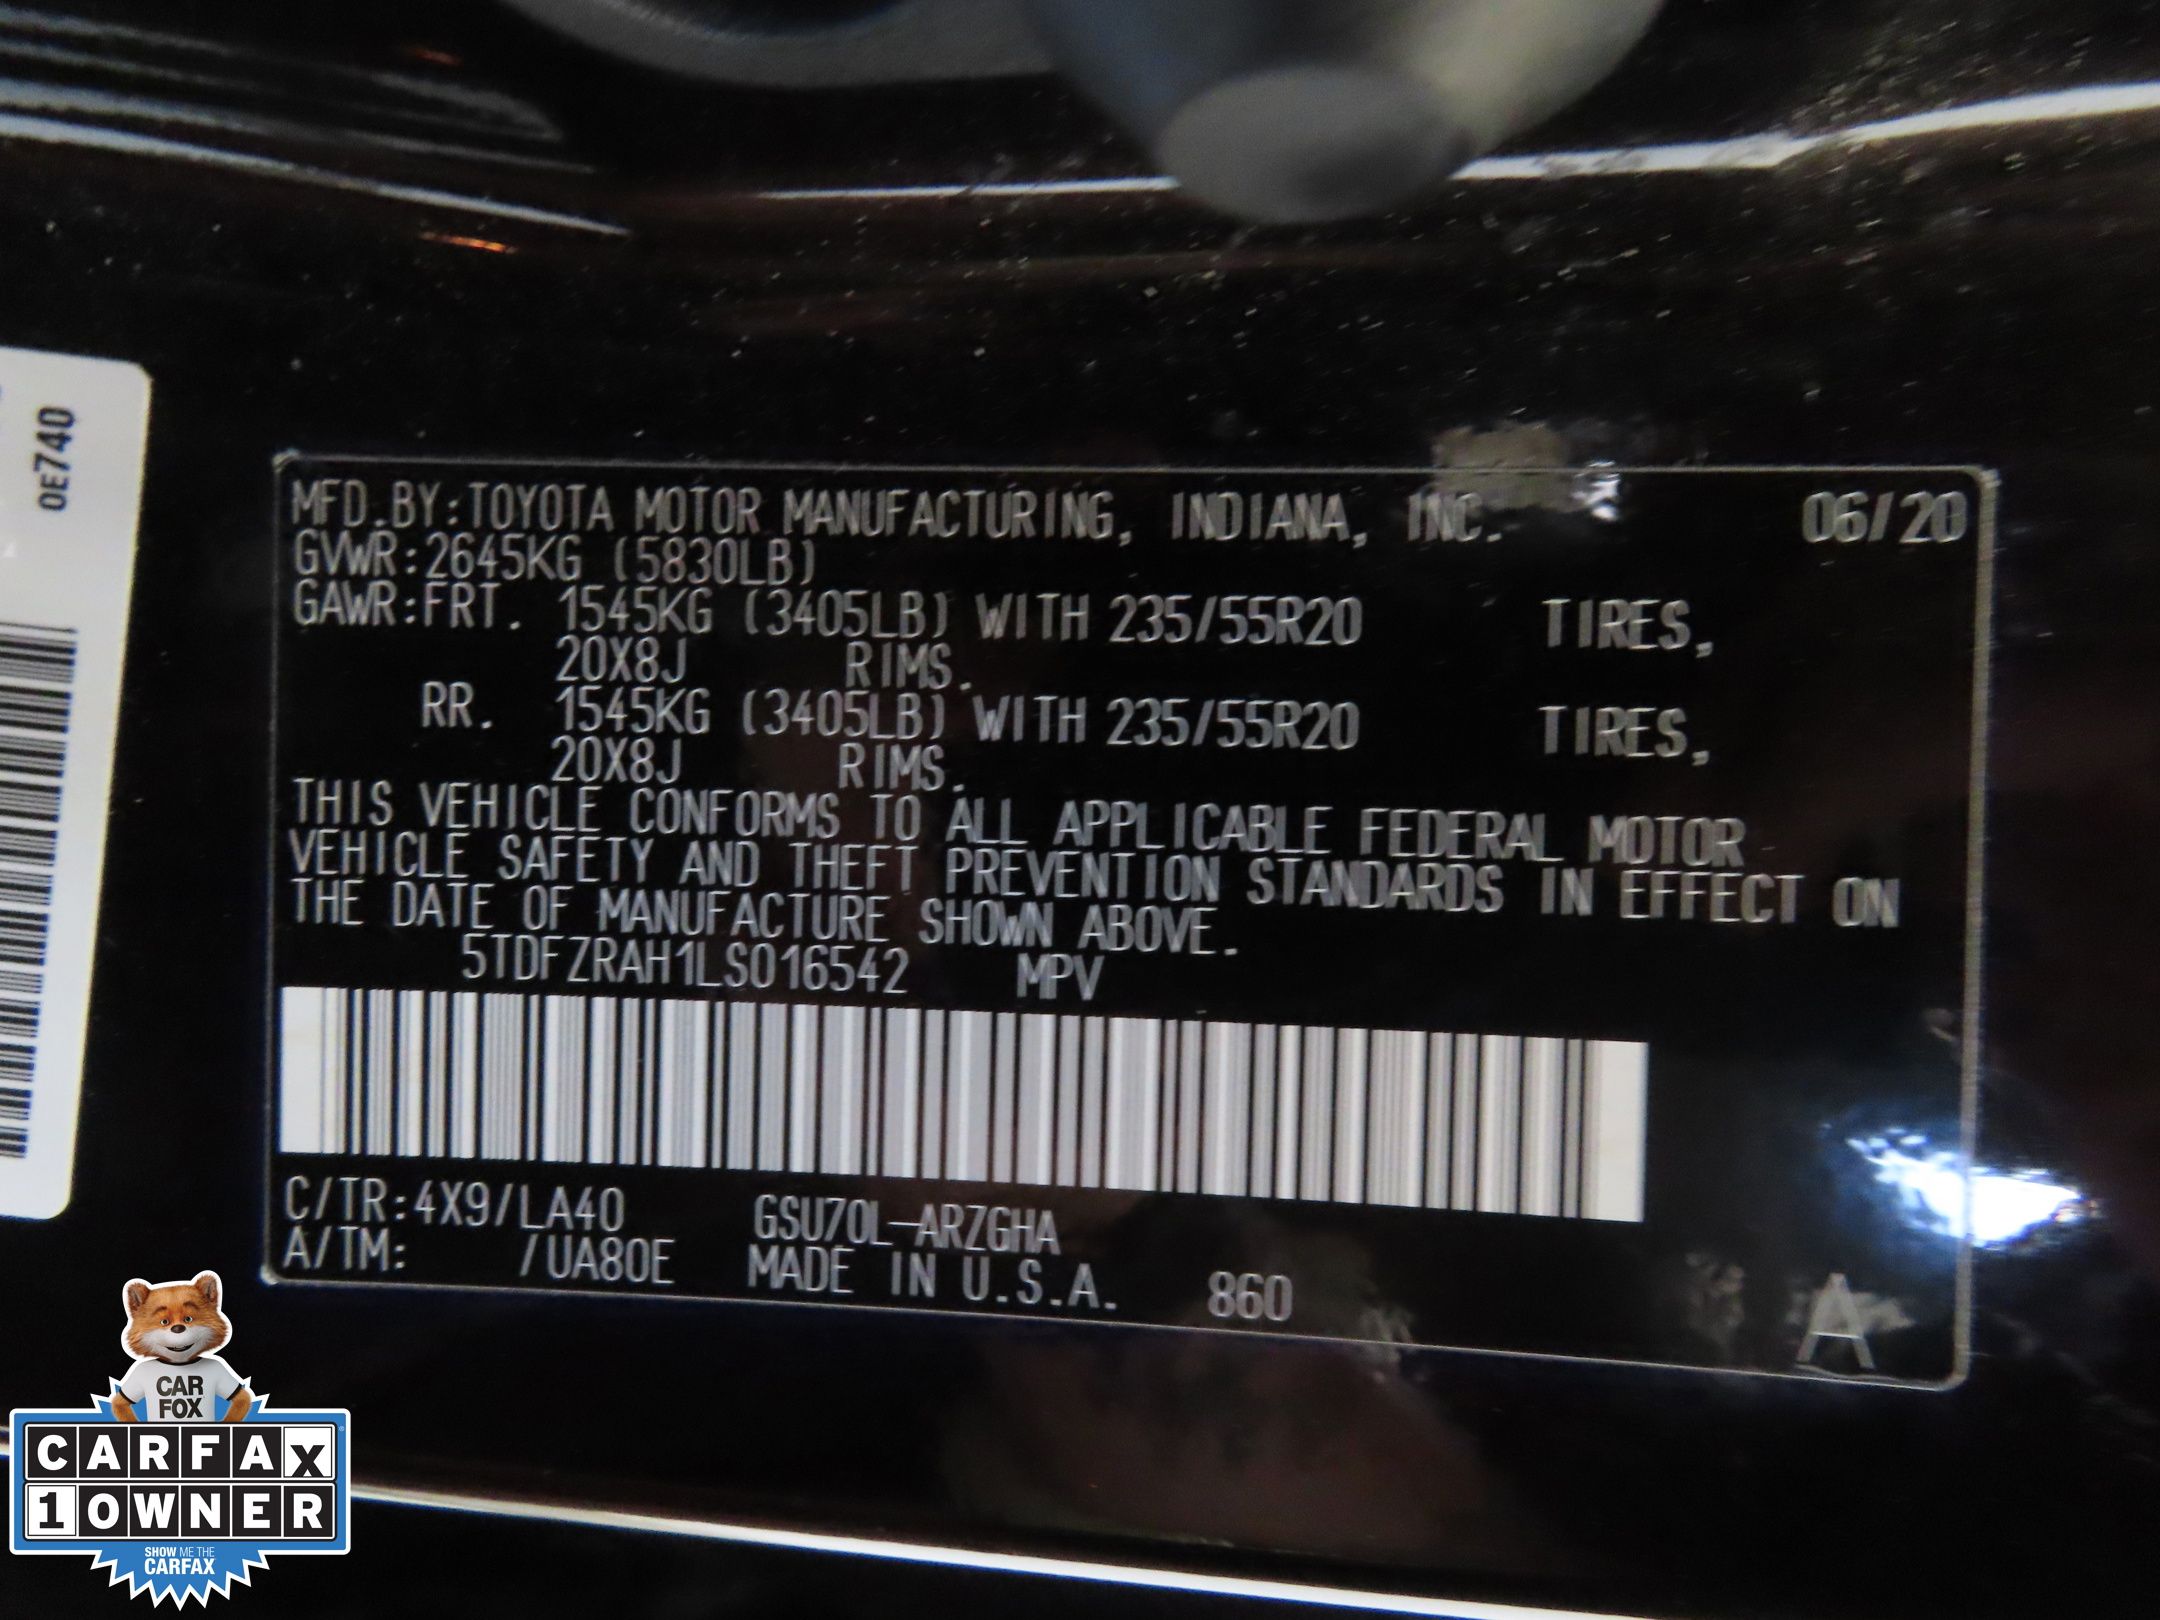 0E740
MFD.BY:TOYOTA MOTOR MANUFACTURING, INDIANA, INC. 06/20
GVWR:2645KG (5830LB)
GAWR:FRT. 1545KG (3405LB) WITH 235/55R20 TIRES,
20X8J RIMS.
RR. 1545KG (3405LB) WITH 235/55R20 TIRES,
20X8J RIMS.
THIS VEHICLE CONFORMS TO ALL APPLICABLE FEDERAL MOTOR
VEHICLE SAFETY AND THEFT PREVENTION STANDARDS IN EFFECT ON
THE DATE OF MANUFACTURE SHOWN ABOVE.
5TDFZRAH1LS016542 MPV
C/TR:4X9/LA40 GSU70L-ARZGHA
A/TM: /UA80E MADE IN U.S.A. 860
A
CAR
FOX
CARFAX
1 OWNER
SHOW ME THE
CARFAX